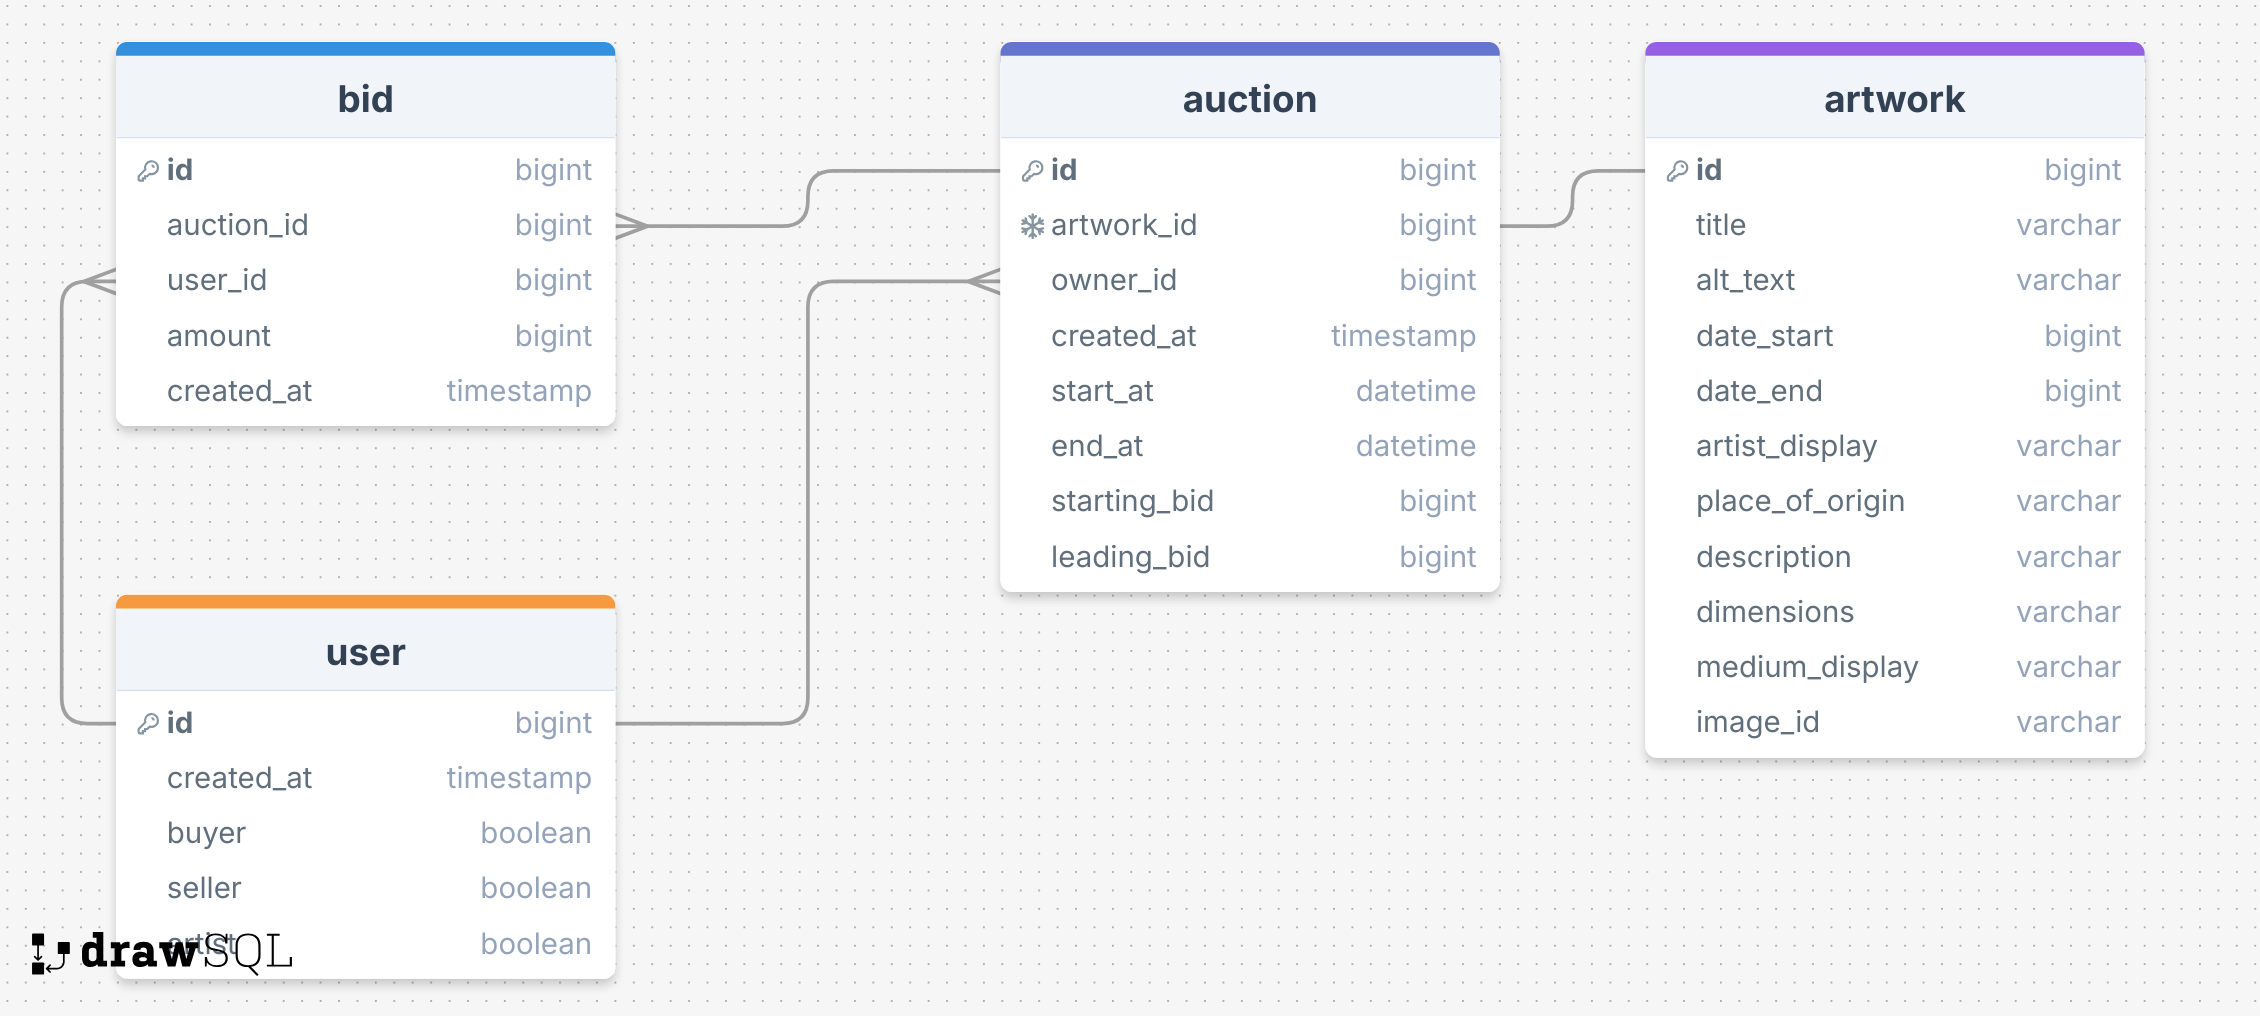 bid
id bigint
auction_id bigint
user_id bigint
amount bigint
created_at timestamp
user
id bigint
created_at timestamp
buyer boolean
seller boolean
artist boolean
drawSQL
auction
id bigint
artwork_id bigint
owner_id bigint
created_at timestamp
start_at datetime
end_at datetime
starting_bid bigint
leading_bid bigint
artwork
id bigint
title varchar
alt_text varchar
date_start bigint
date_end bigint
artist_display varchar
place_of_origin varchar
description varchar
dimensions varchar
medium_display varchar
image_id varchar